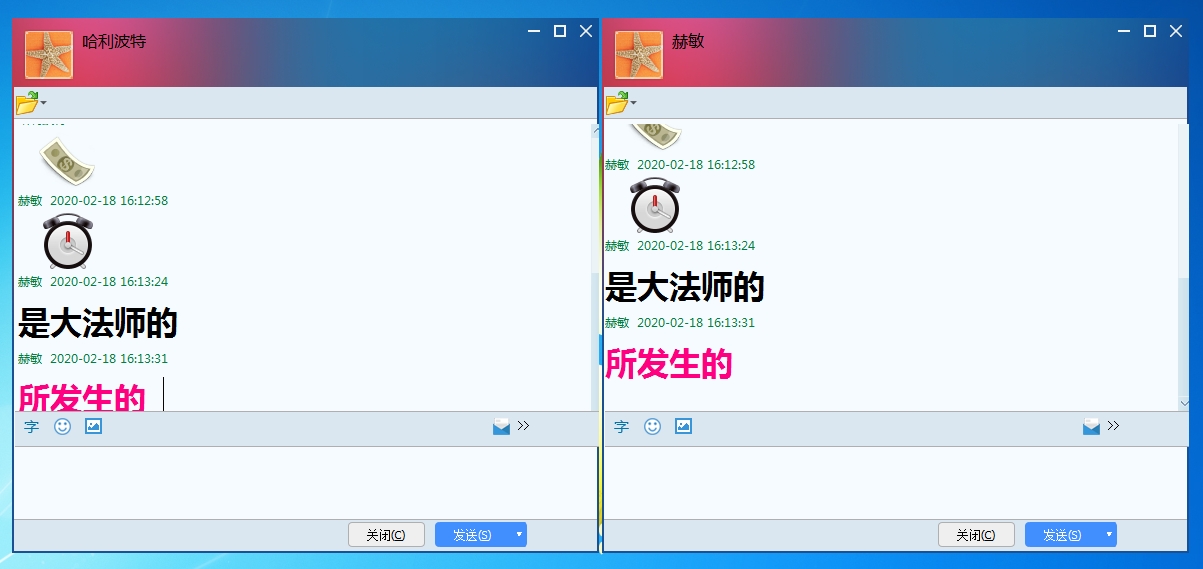 哈利波特
赫敏 2020-02-18 16:12:58
赫敏 2020-02-18 16:13:24
是大法师的
赫敏 2020-02-18 16:13:31
所发生的
字
关闭(C)
发送(S)
赫敏
赫敏 2020-02-18 16:12:58
赫敏 2020-02-18 16:13:24
是大法师的
赫敏 2020-02-18 16:13:31
所发生的
字
关闭(C)
发送(S)